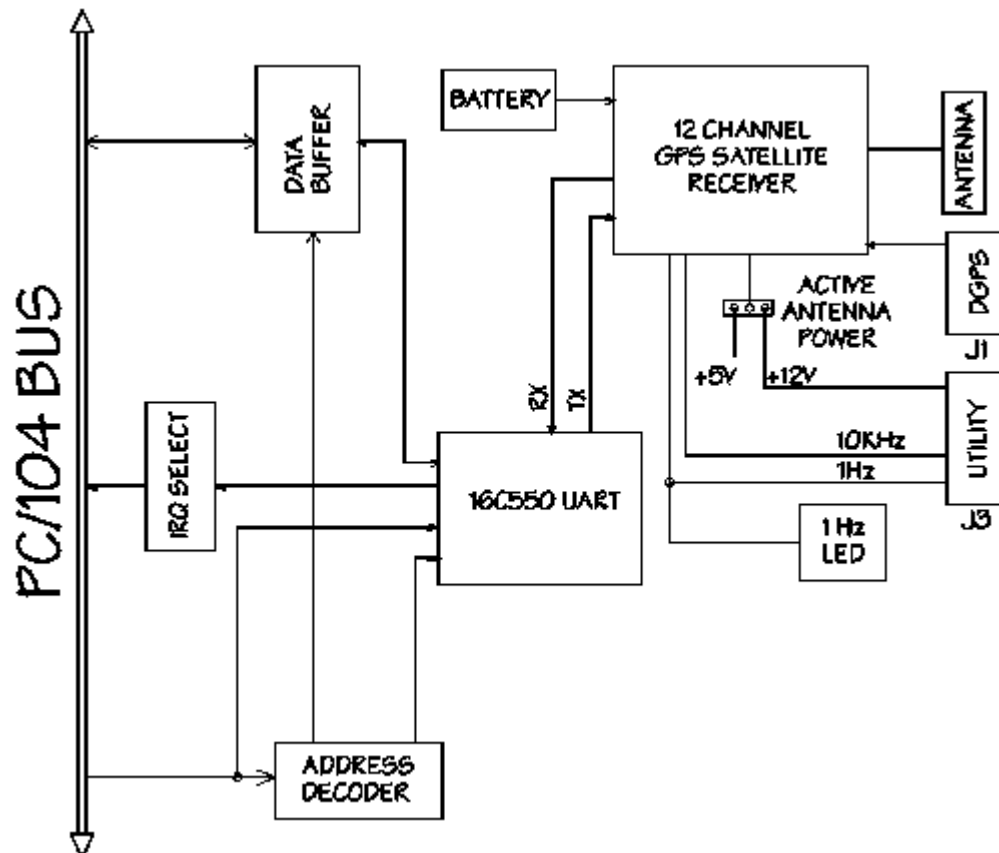 PC/104 BUS
DATA
BUFFER
BATTERY
12 CHANNEL
GPS SATELLITE
RECEIVER
ANTENNA
DGPS
J1
ACTIVE
ANTENNA
POWER
+5V
+12V
RX
TX
10KHz
1Hz
UTILITY
J3
IRQ SELECT
16C550 UART
1 Hz
LED
ADDRESS
DECODER